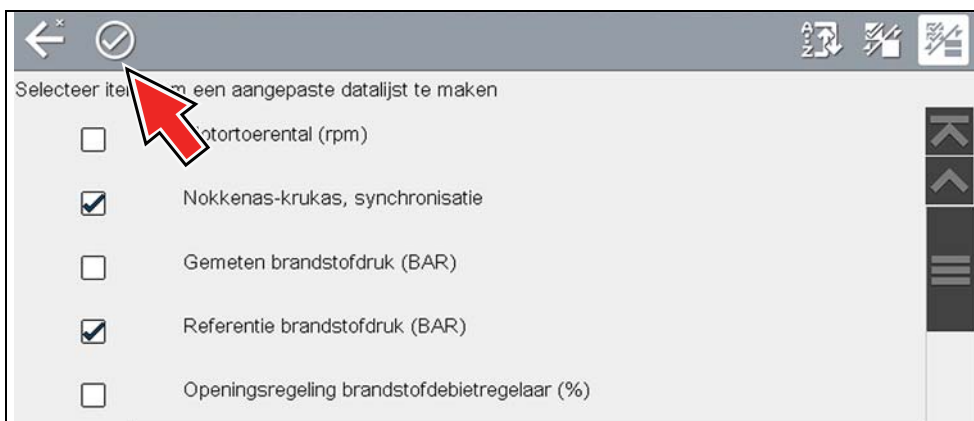 A
Z
Selecteer ite m een aangepaste datalijst te maken
otortoerental (rpm)
Nokkenas-krukas, synchronisatie
Gemeten brandstofdruk (BAR)
Referentie brandstofdruk (BAR)
Openingsregeling brandstofdebietregelaar (%)